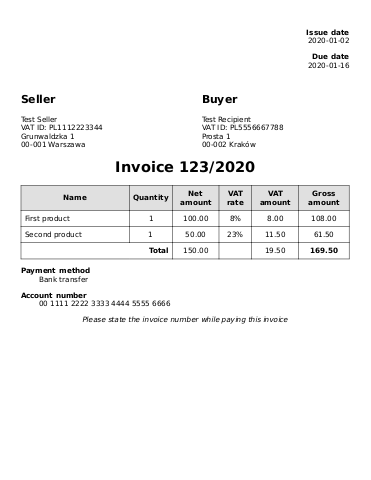 Issue date
2020-01-02
Due date
2020-01-16
Seller
Test Seller
VAT ID: PL1112223344
Grunwaldzka 1
00-001 Warszawa
Buyer
Test Recipient
VAT ID: PL5556667788
Prosta 1
00-002 Kraków
Invoice 123/2020
Name Quantity Net amount VAT rate VAT amount Gross amount
First product 1 100.00 8% 8.00 108.00
Second product 1 50.00 23% 11.50 61.50
Total 150.00 19.50 169.50
Payment method
Bank transfer
Account number
00 1111 2222 3333 4444 5555 6666
Please state the invoice number while paying this invoice